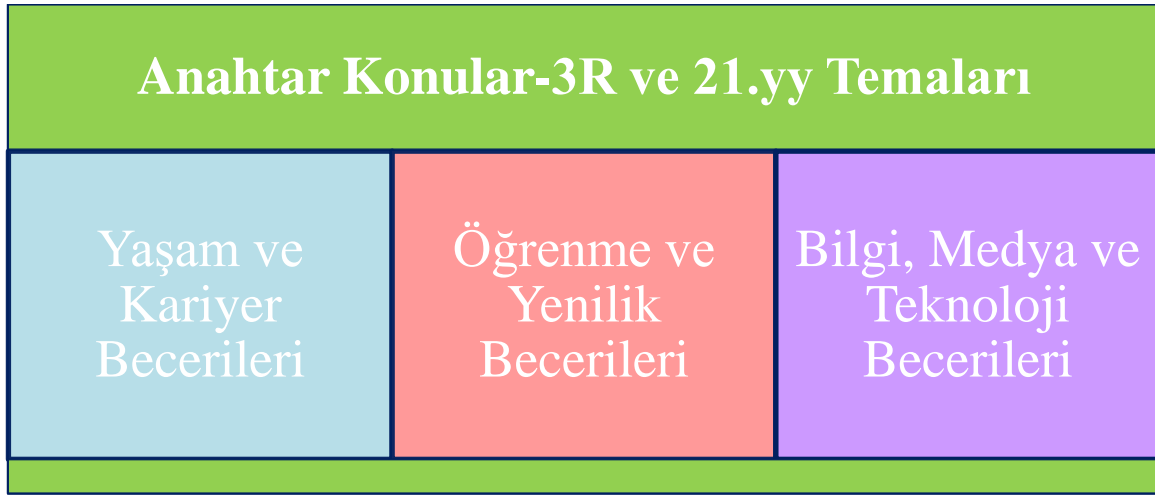 Anahtar Konular-3R ve 21.yy Temaları
Yaşam ve
Kariyer
Becerileri
Öğrenme ve
Yenilik
Becerileri
Bilgi, Medya ve
Teknoloji
Becerileri